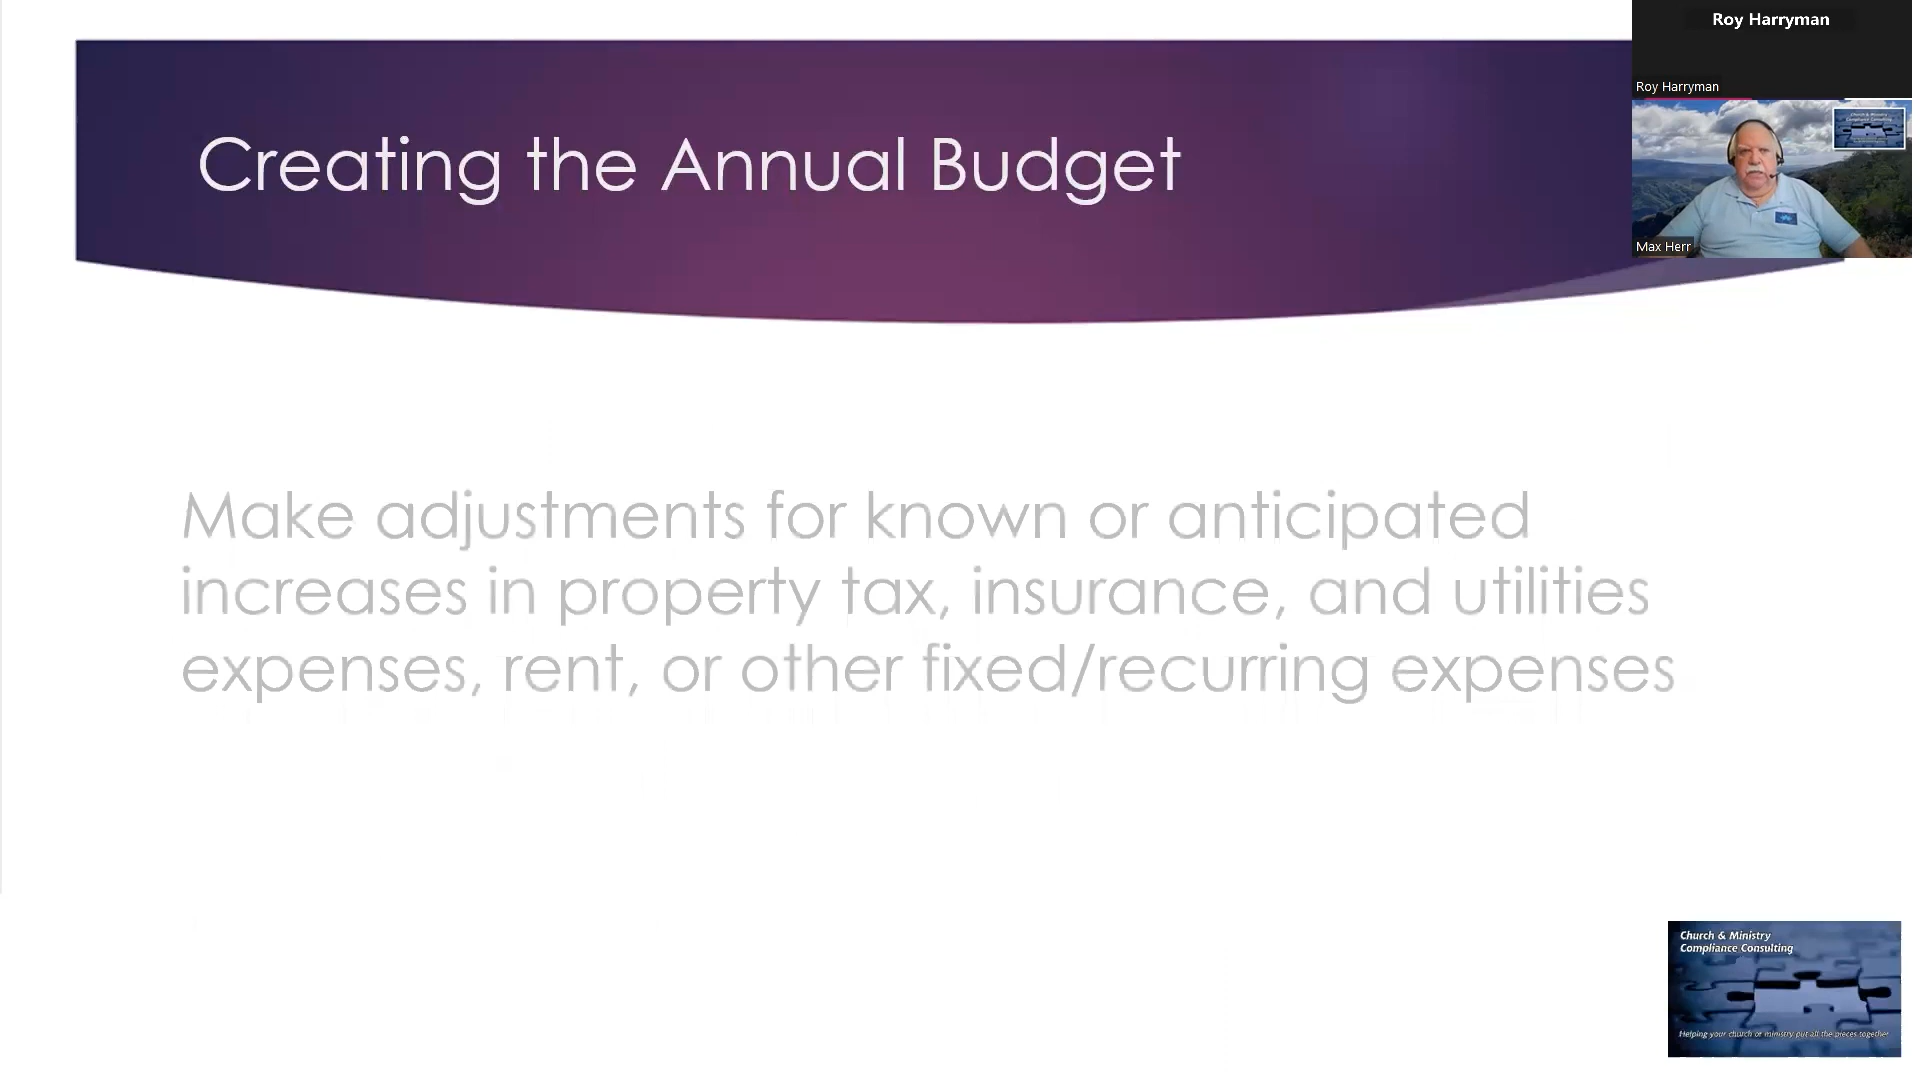 Roy Harryman
Roy Harryman
Creating the Annual Budget
Max Herr
Make adjustments for known or anticipated
increases in property tax, insurance, and utilities
expenses, rent, or other fixed/recurring expenses
Church & Ministry
Compliance Consulting
Helping your church or ministry put all the pieces together